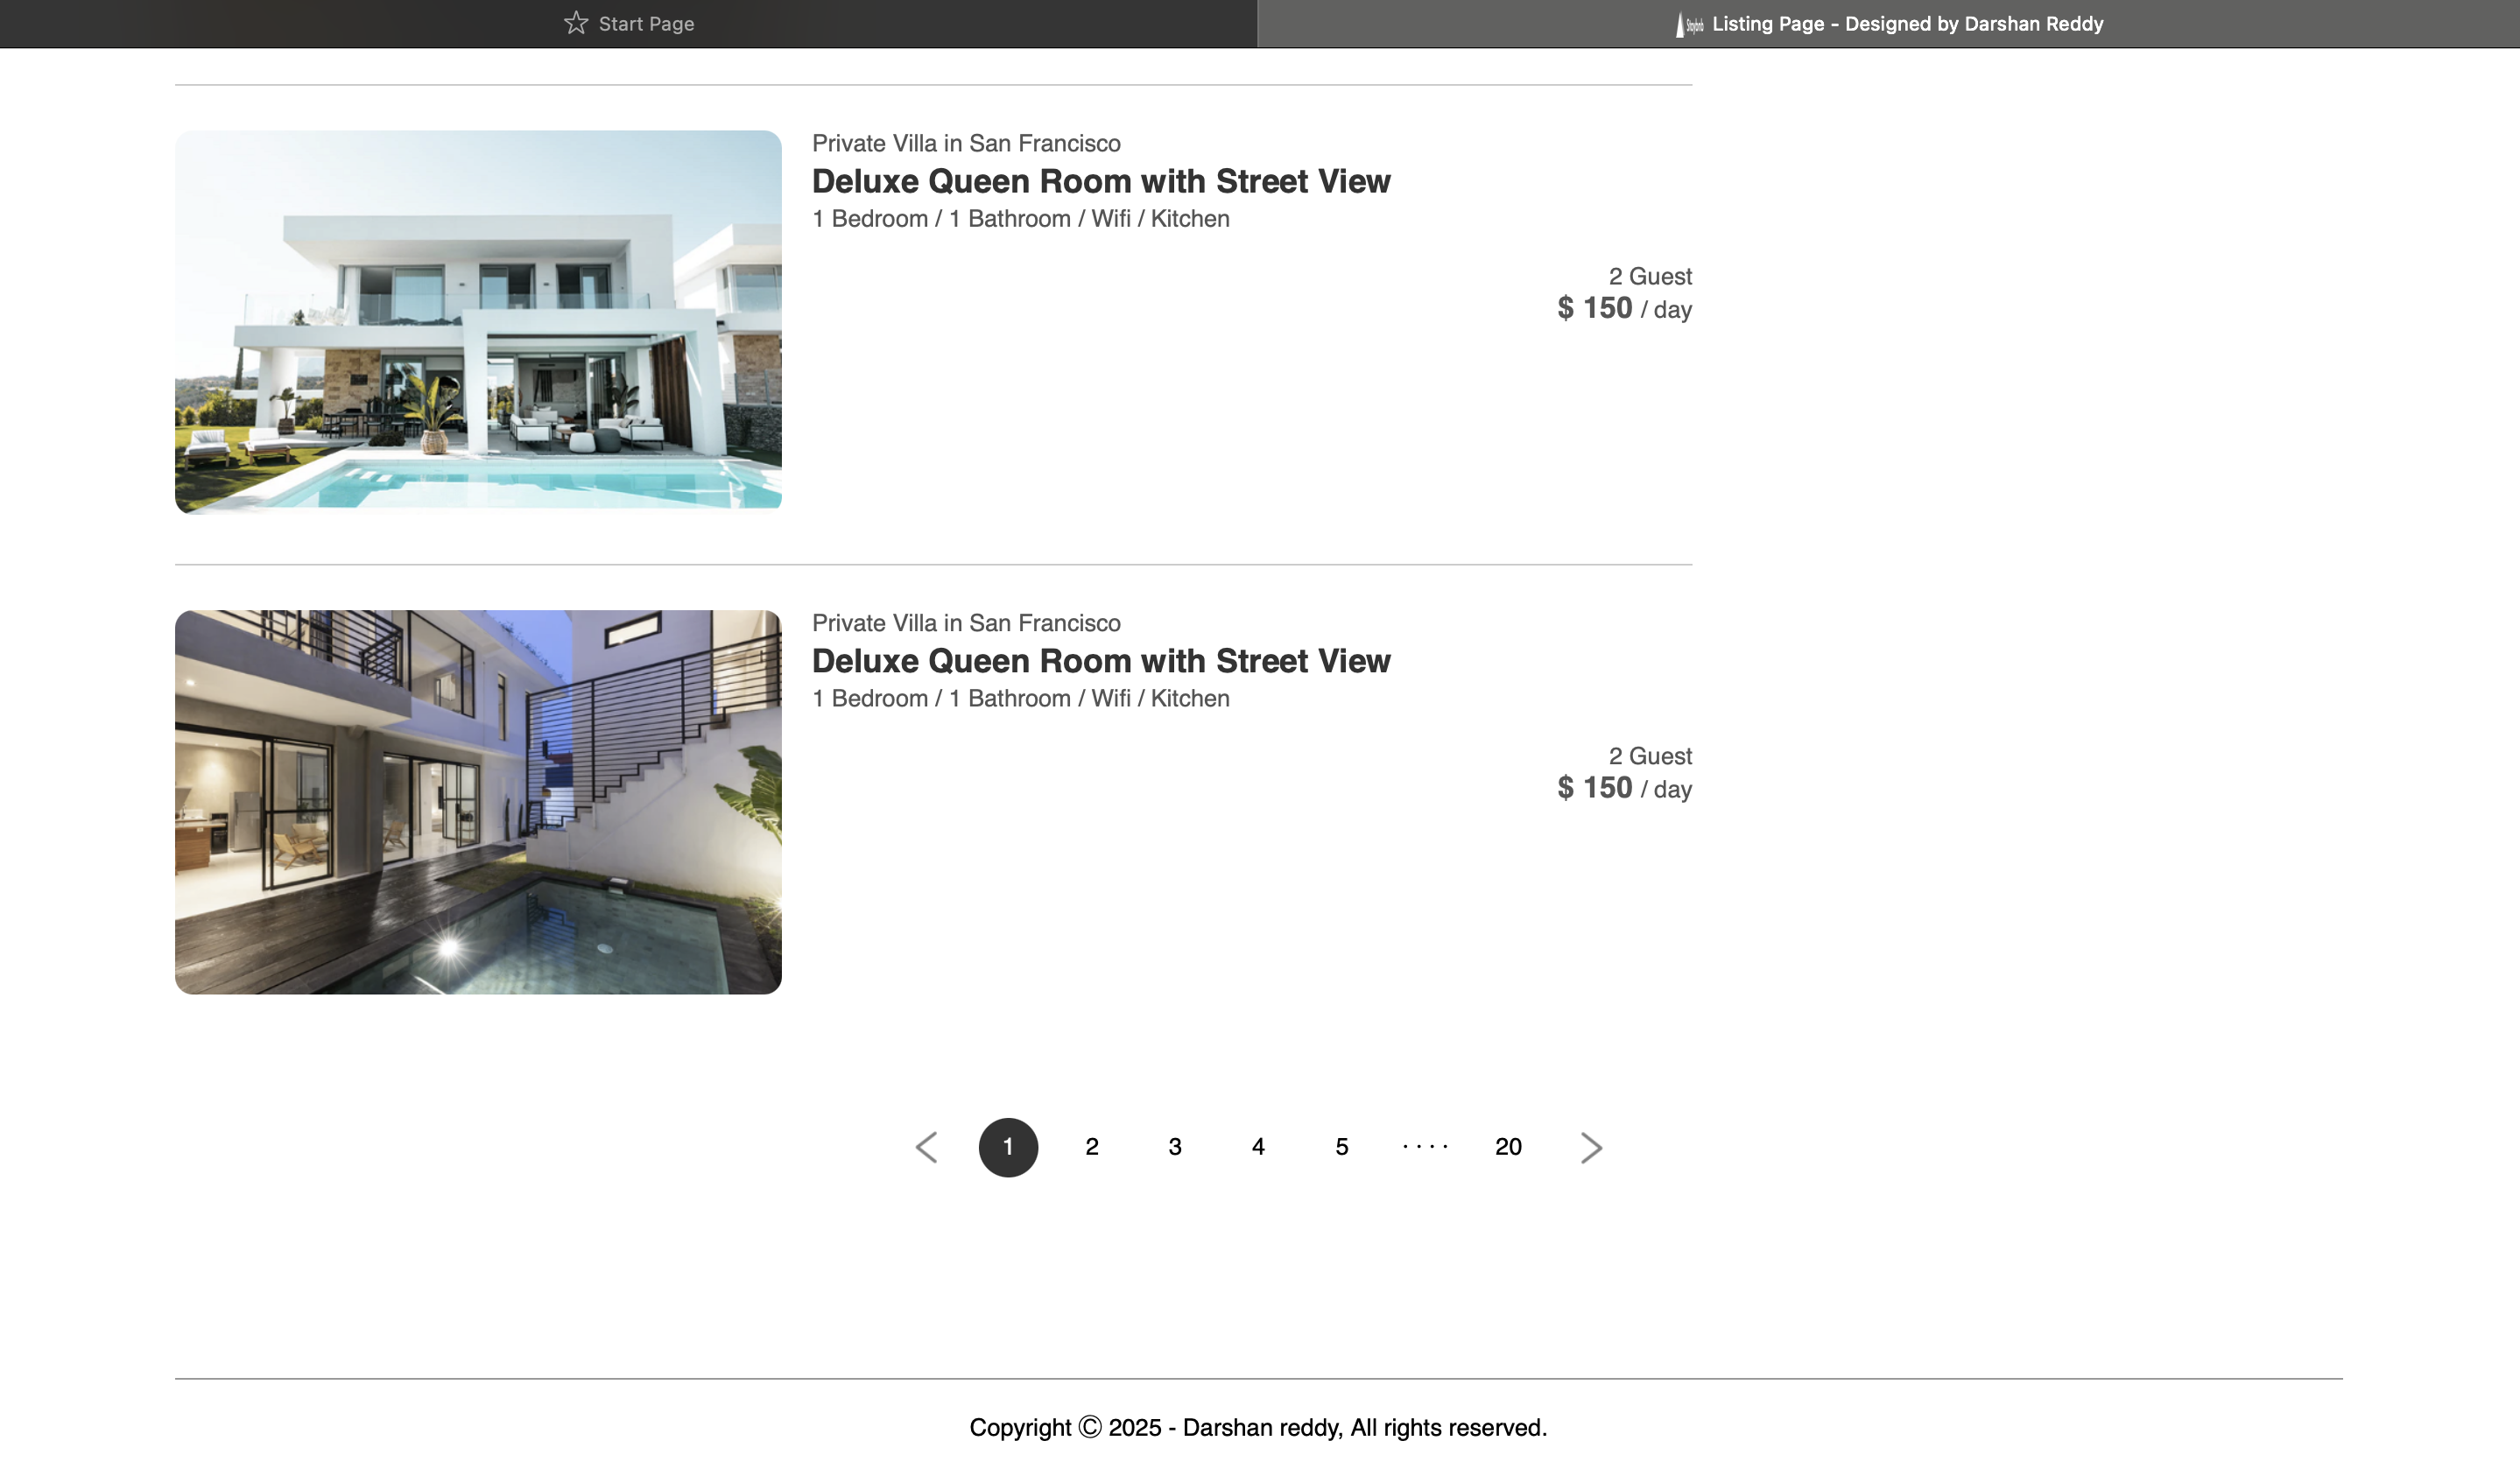 Start Page
Listing Page - Designed by Darshan Reddy
Private Villa in San Francisco
Deluxe Queen Room with Street View
1 Bedroom / 1 Bathroom / Wifi / Kitchen
2 Guest
$ 150 / day
Private Villa in San Francisco
Deluxe Queen Room with Street View
1 Bedroom / 1 Bathroom / Wifi / Kitchen
2 Guest
$ 150 / day
1 2 3 4 5 .... 20
Copyright © 2025 - Darshan reddy, All rights reserved.